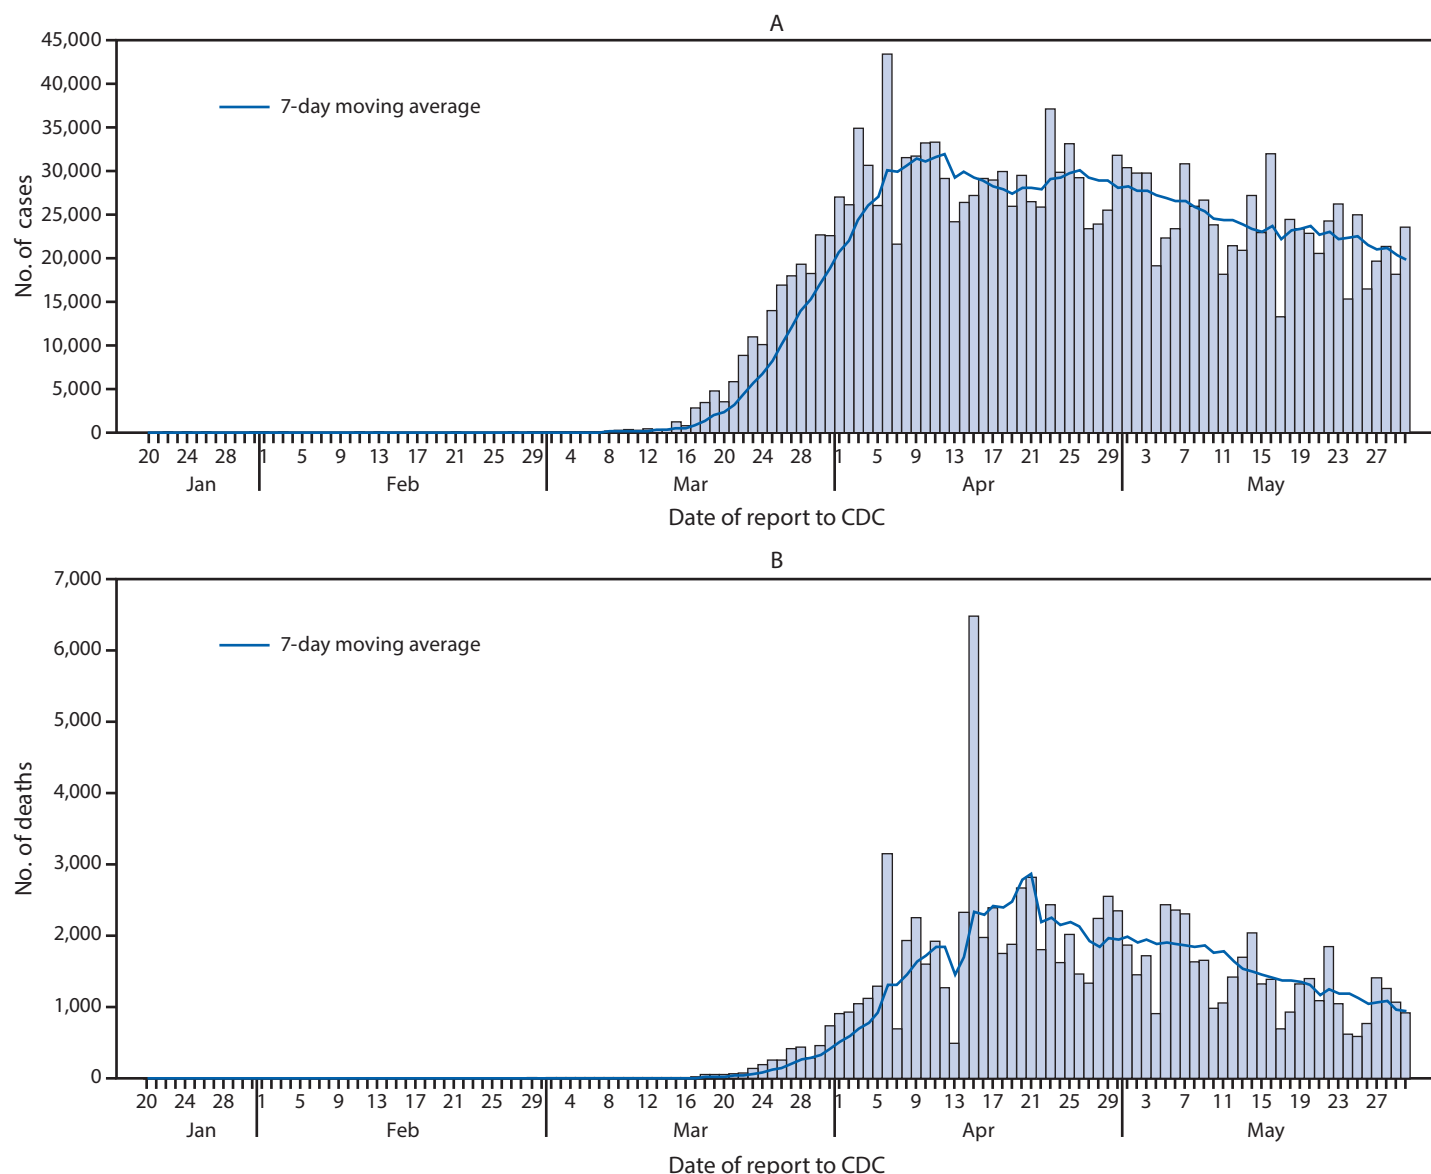 A
45,000
40,000
35,000
30,000
25,000
20,000
15,000
10,000
5,000
0
No. of cases
7-day moving average
20 24 28 1 5 9 13 17 21 25 29 4 8 12 16 20 24 28 1 5 9 13 17 21 25 29 3 7 11 15 19 23 27
Jan Feb Mar Apr May
Date of report to CDC
B
7,000
6,000
5,000
4,000
3,000
2,000
1,000
0
No. of deaths
7-day moving average
20 24 28 1 5 9 13 17 21 25 29 4 8 12 16 20 24 28 1 5 9 13 17 21 25 29 3 7 11 15 19 23 27
Jan Feb Mar Apr May
Date of report to CDC